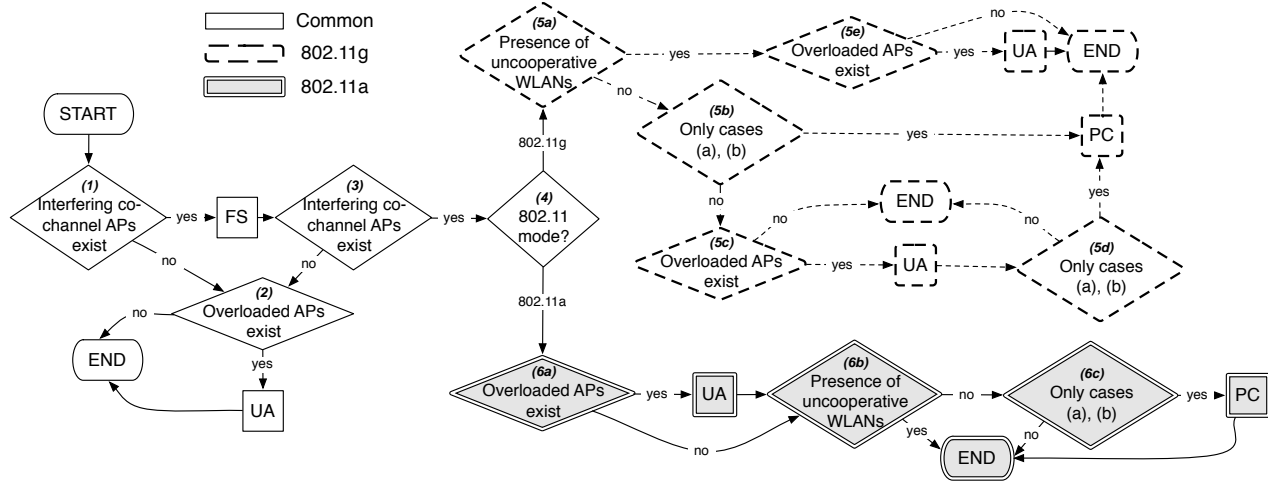 Common
802.11g
802.11a
START
(1)
Interfering co-
channel APs
exist
yes
FS
(3)
Interfering co-
channel APs
exist
yes
no
no
(2)
Overloaded APs
exist
no
END
yes
UA
(4)
802.11
mode?
802.11g
802.11a
(5a)
Presence of
uncooperative
WLANs
yes
no
(5e)
Overloaded APs
exist
no
yes
UA
END
(5b)
Only cases
(a), (b)
yes
PC
no
(5c)
Overloaded APs
exist
no
END
yes
UA
no
(5d)
Only cases
(a), (b)
yes
(6a)
Overloaded APs
exist
yes
UA
no
(6b)
Presence of
uncooperative
WLANs
no
yes
(6c)
Only cases
(a), (b)
yes
PC
no
END